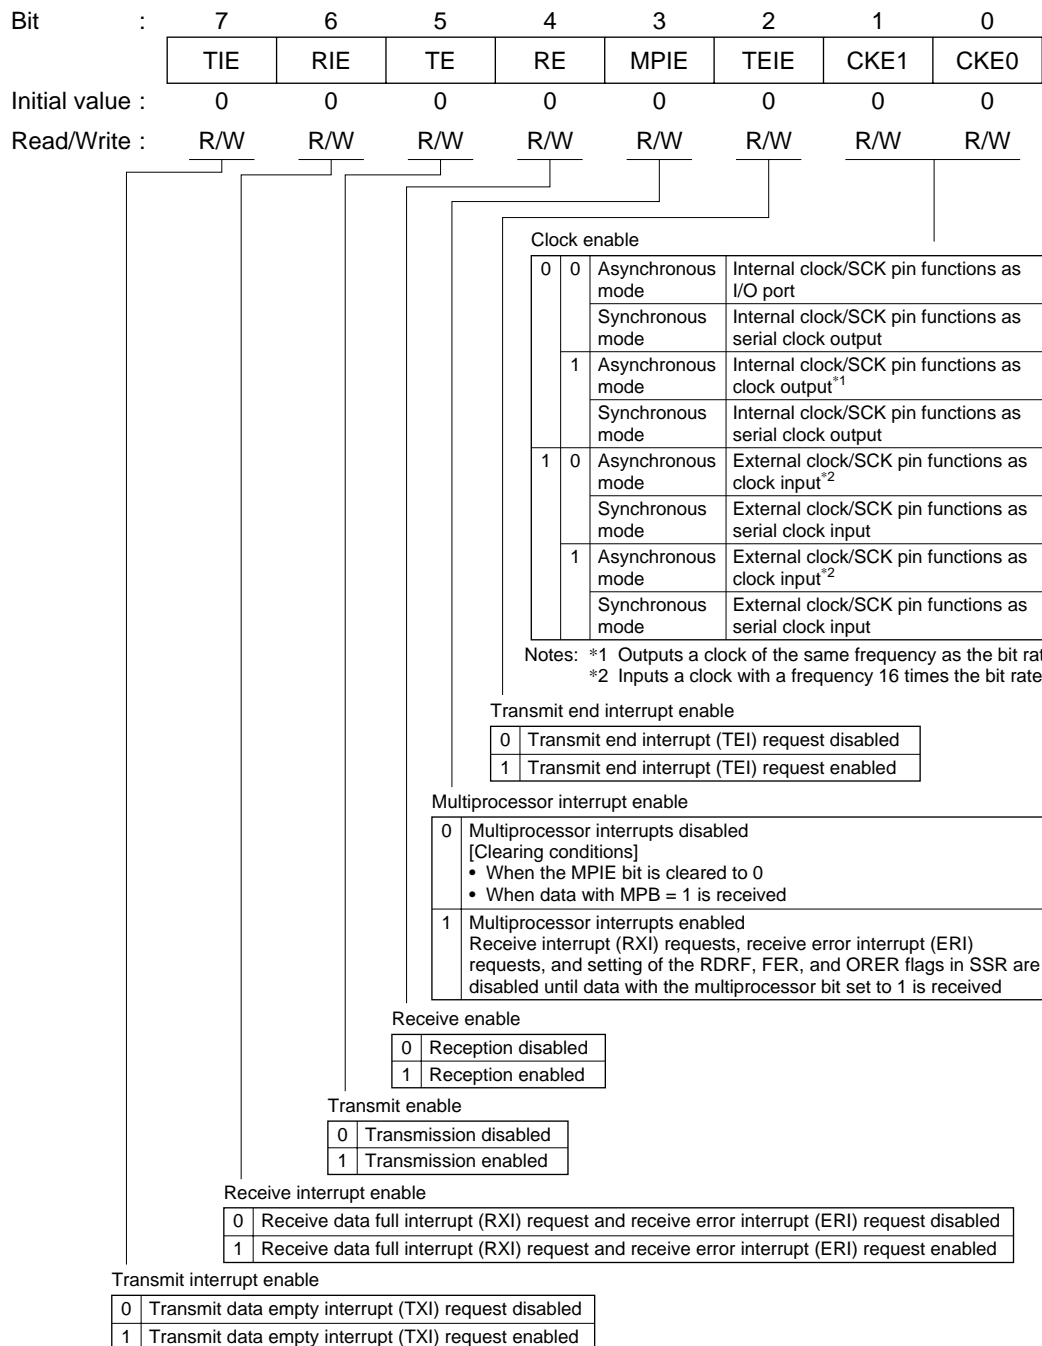 Bit : 7 6 5 4 3 2 1 0
TIE RIE TE RE MPIE TEIE CKE1 CKE0
Initial value : 0 0 0 0 0 0 0 0
Read/Write : R/W R/W R/W R/W R/W R/W R/W R/W
Clock enable
0 0 Asynchronous Internal clock/SCK pin functions as
mode I/O port
Synchronous Internal clock/SCK pin functions as
mode serial clock output
1 Asynchronous Internal clock/SCK pin functions as
mode clock output*1
Synchronous Internal clock/SCK pin functions as
mode serial clock output
1 0 Asynchronous External clock/SCK pin functions as
mode clock input*2
Synchronous External clock/SCK pin functions as
mode serial clock input
1 Asynchronous External clock/SCK pin functions as
mode clock input*2
Synchronous External clock/SCK pin functions as
mode serial clock input
Notes: *1 Outputs a clock of the same frequency as the bit rat
*2 Inputs a clock with a frequency 16 times the bit rate
Transmit end interrupt enable
0 Transmit end interrupt (TEI) request disabled
1 Transmit end interrupt (TEI) request enabled
Multiprocessor interrupt enable
0 Multiprocessor interrupts disabled
[Clearing conditions]
• When the MPIE bit is cleared to 0
• When data with MPB = 1 is received
1 Multiprocessor interrupts enabled
Receive interrupt (RXI) requests, receive error interrupt (ERI)
requests, and setting of the RDRF, FER, and ORER flags in SSR are
disabled until data with the multiprocessor bit set to 1 is received
Receive enable
0 Reception disabled
1 Reception enabled
Transmit enable
0 Transmission disabled
1 Transmission enabled
Receive interrupt enable
0 Receive data full interrupt (RXI) request and receive error interrupt (ERI) request disabled
1 Receive data full interrupt (RXI) request and receive error interrupt (ERI) request enabled
Transmit interrupt enable
0 Transmit data empty interrupt (TXI) request disabled
1 Transmit data empty interrupt (TXI) request enabled